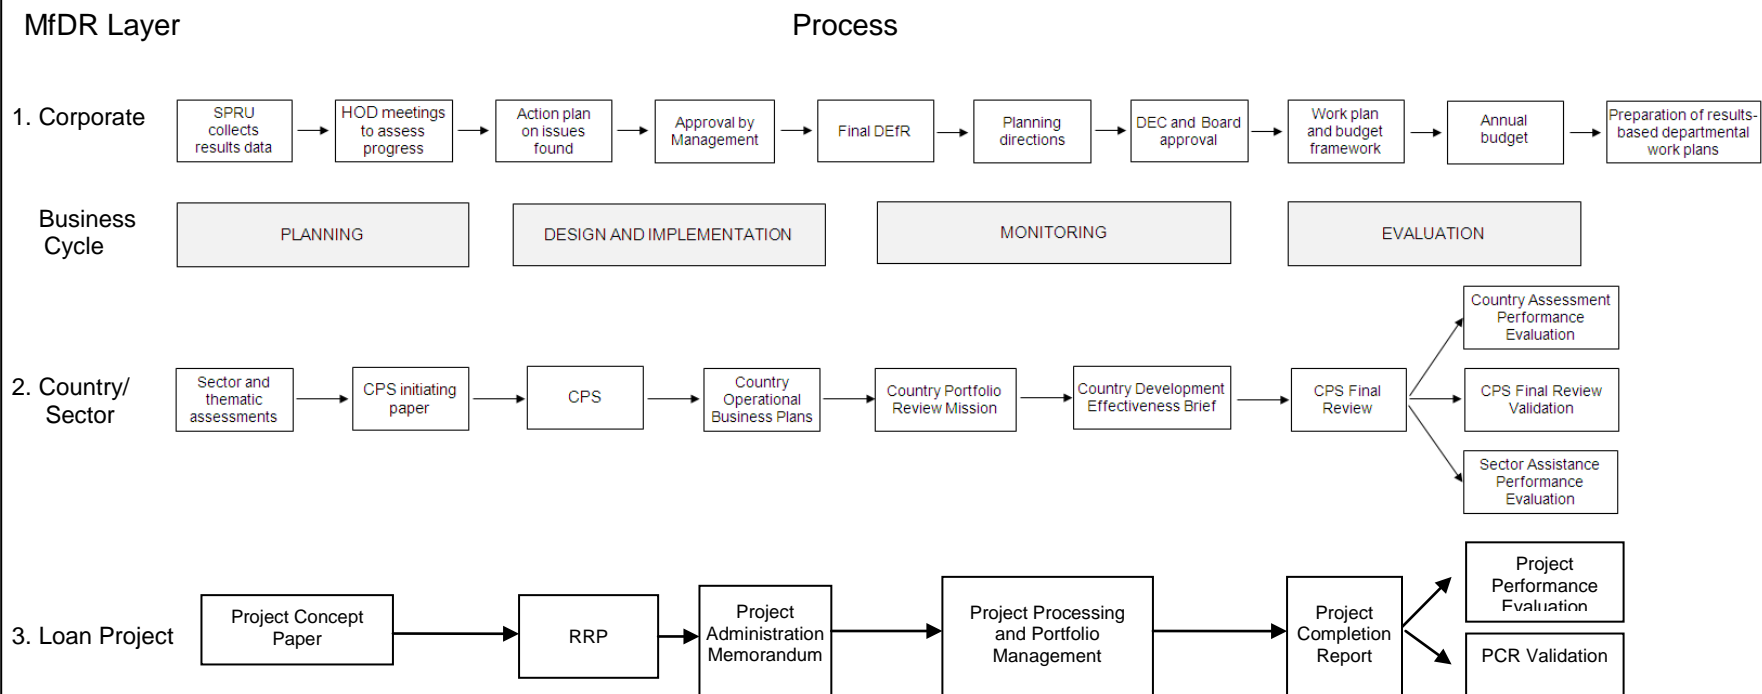 MfDR Layer
Process
1. Corporate
SPRU
collects
results data
HOD meetings
to assess
progress
Action plan
on issues
found
Approval by
Management
Final DEfR
Planning
directions
DEC and Board
approval
Work plan
and budget
framework
Annual
budget
Preparation of results-
based departmental
work plans
Business
Cycle
PLANNING
DESIGN AND IMPLEMENTATION
MONITORING
EVALUATION
2. Country/
Sector
Sector and
thematic
assessments
CPS initiating
paper
CPS
Country
Operational
Business Plans
Country Portfolio
Review Mission
Country Development
Effectiveness Brief
CPS Final
Review
Country Assessment
Performance
Evaluation
CPS Final Review
Validation
Sector Assistance
Performance
Evaluation
3. Loan Project
Project Concept
Paper
RRP
Project
Administration
Memorandum
Project Processing
and Portfolio
Management
Project
Completion
Report
Project
Performance
Evaluation
PCR Validation